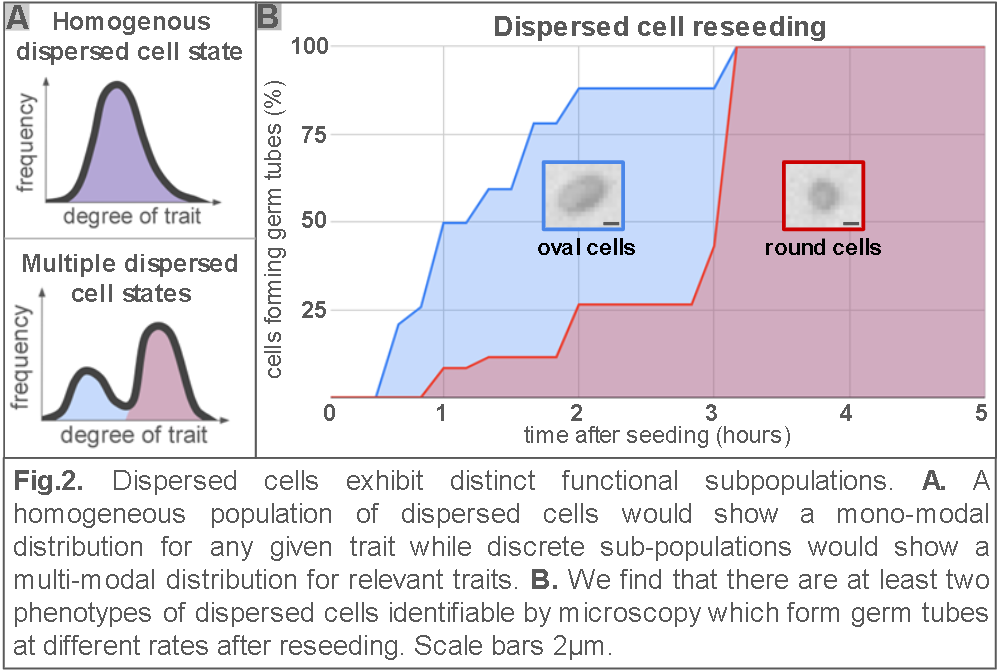 A
Homogenous
dispersed cell state
frequency
degree of trait
Multiple dispersed
cell states
frequency
degree of trait
B
Dispersed cell reseeding
cells forming germ tubes (%)
100
75
50
25
oval cells
round cells
0 1 2 3 4 5
time after seeding (hours)
Fig.2. Dispersed cells exhibit distinct functional subpopulations. A. A
homogeneous population of dispersed cells would show a mono-modal
distribution for any given trait while discrete sub-populations would show a
multi-modal distribution for relevant traits. B. We find that there are at least two
phenotypes of dispersed cells identifiable by microscopy which form germ tubes
at different rates after reseeding. Scale bars 2µm.